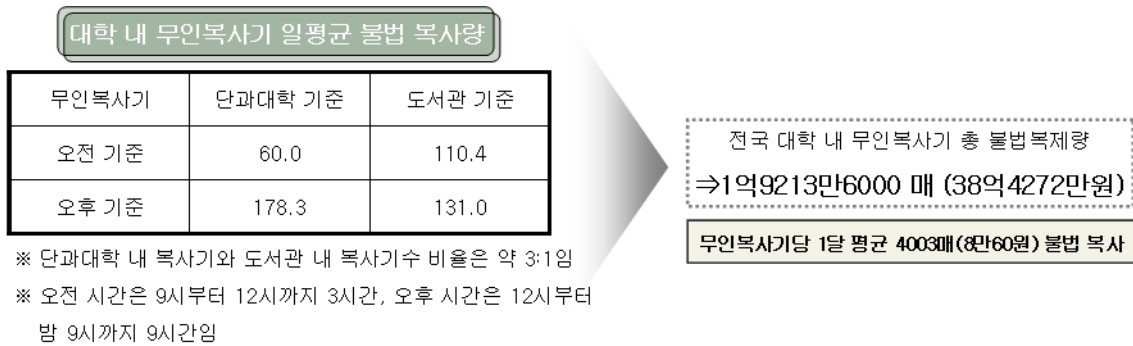 대학 내 무인복사기 일평균 불법 복사량
무인복사기 단과대학 기준 도서관 기준
오전 기준 60.0 110.4
오후 기준 178.3 131.0
※ 단과대학 내 복사기와 도서관 내 복사기수 비율은 약 3:1임
※ 오전 시간은 9시부터 12시까지 3시간, 오후 시간은 12시부터
밤 9시까지 9시간임
전국 대학 내 무인복사기 총 불법복제량
⇒1억9213만6000 매 (38억4272만원)
무인복사기당 1달 평균 4003매(8만60원) 불법 복사